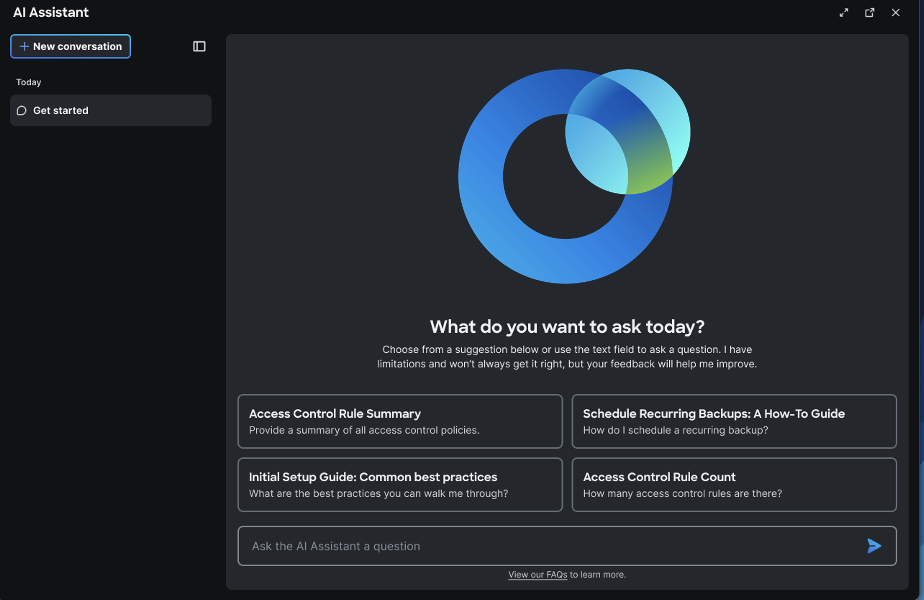 AI Assistant
+ New conversation
Today
Get started
What do you want to ask today?
Choose from a suggestion below or use the text field to ask a question. I have
limitations and won't always get it right, but your feedback will help me improve.
Access Control Rule Summary
Provide a summary of all access control policies.
Schedule Recurring Backups: A How-To Guide
How do I schedule a recurring backup?
Initial Setup Guide: Common best practices
What are the best practices you can walk me through?
Access Control Rule Count
How many access control rules are there?
Ask the AI Assistant a question
View our FAQs to learn more.